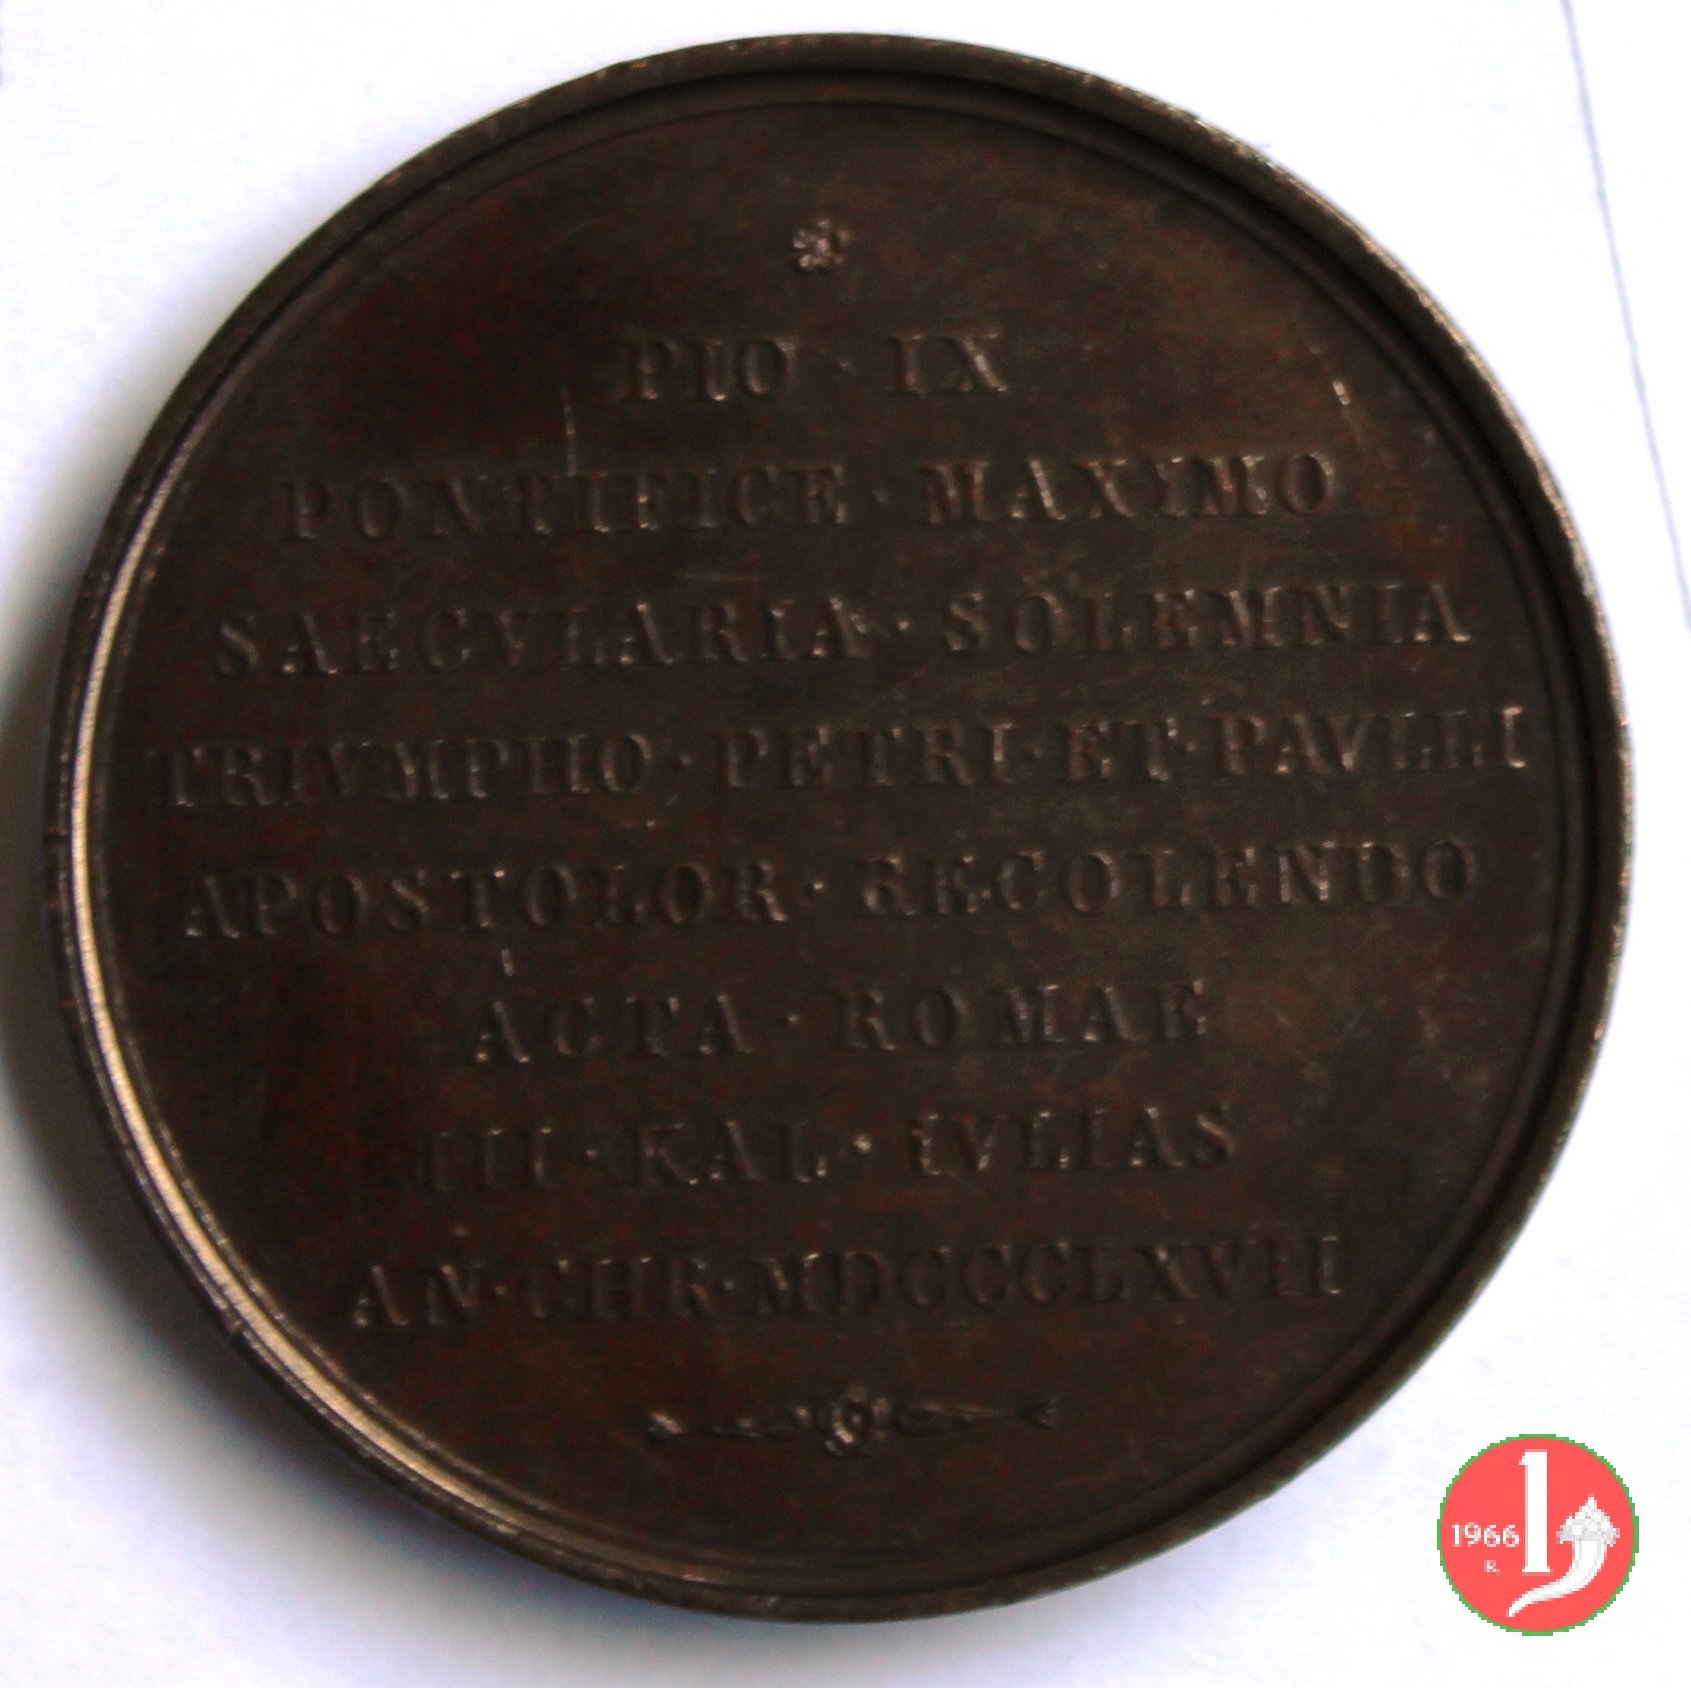 PIO · IX
PONTIFICE · MAXIMO
SAECVLARIA · SOLEMNIA
TRIVMPHO · PETRI · ET · PAVLLI
APOSTOLOR · RECOLENDO
ACTA · ROMAE
III · KAL · IVLIAS
AN · CHR · MDCCCLXVII
1966
R